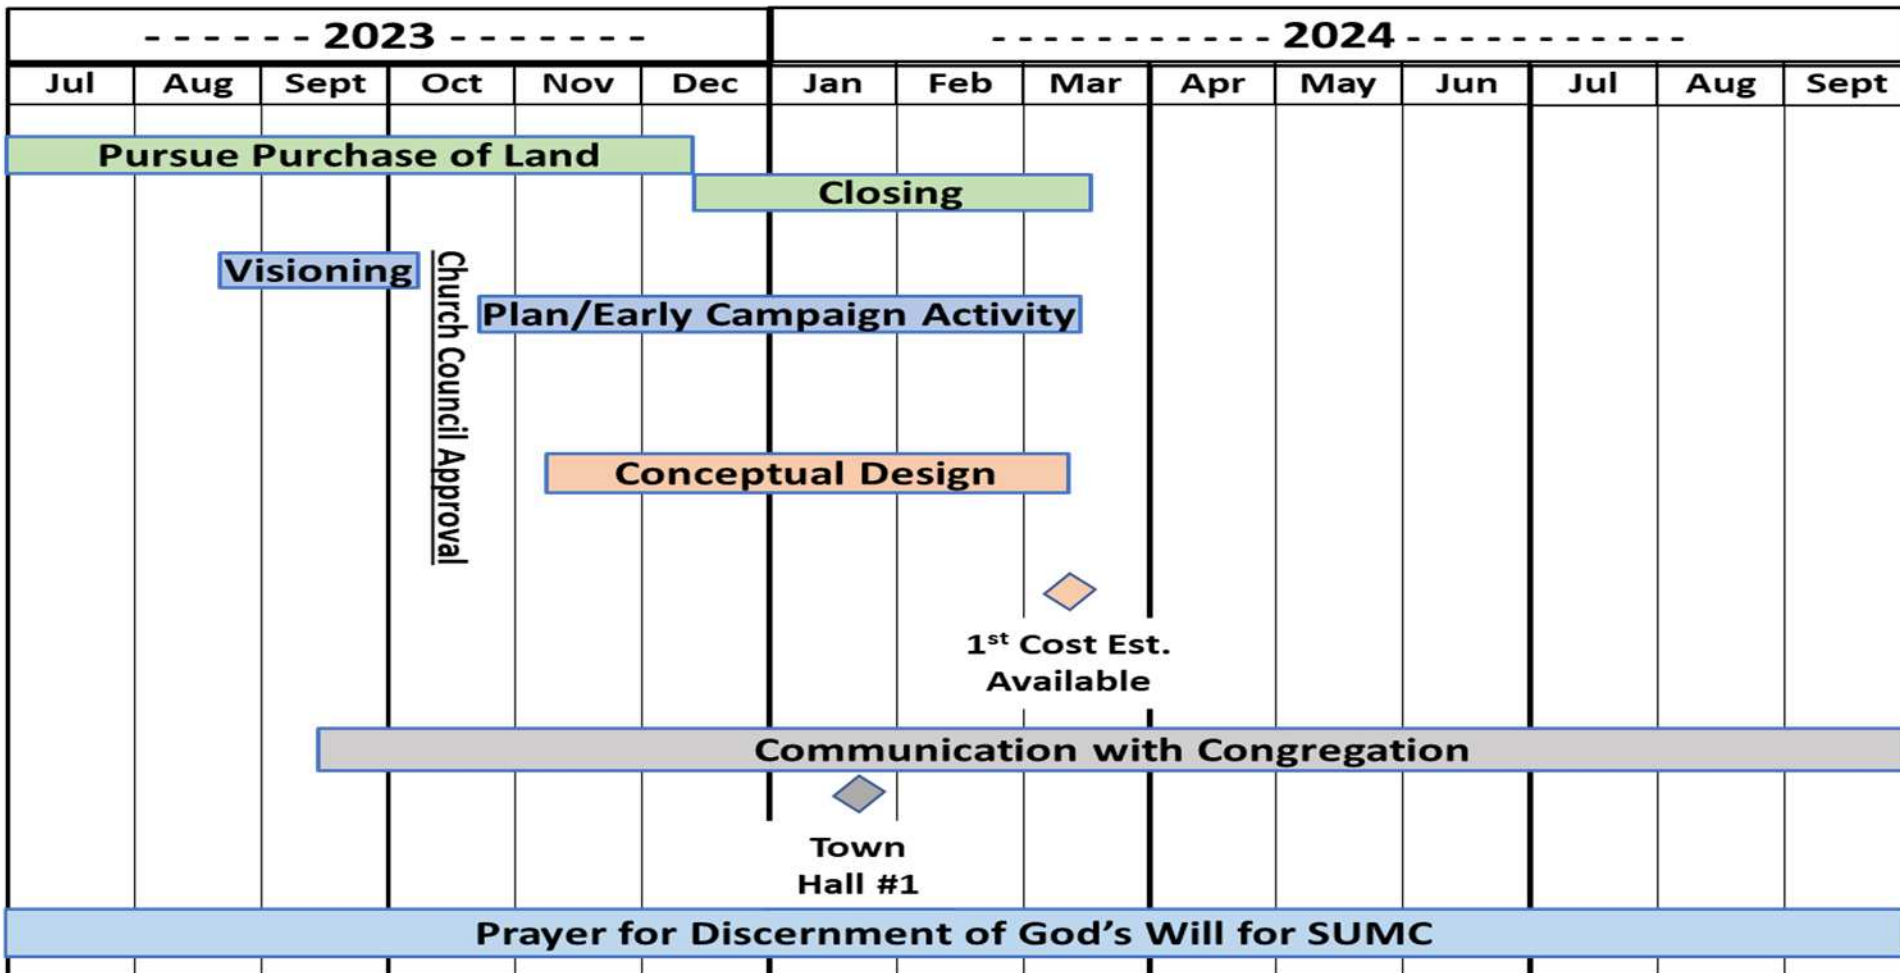 - - - - - - 2023 - - - - - - -
- - - - - - - - - - - 2024 - - - - - - - - - - -
Jul Aug Sept Oct Nov Dec Jan Feb Mar Apr May Jun Jul Aug Sept
Pursue Purchase of Land
Closing
Visioning
Church Council Approval
Plan/Early Campaign Activity
Conceptual Design
1st Cost Est.
Available
Communication with Congregation
Town
Hall #1
Prayer for Discernment of God’s Will for SUMC